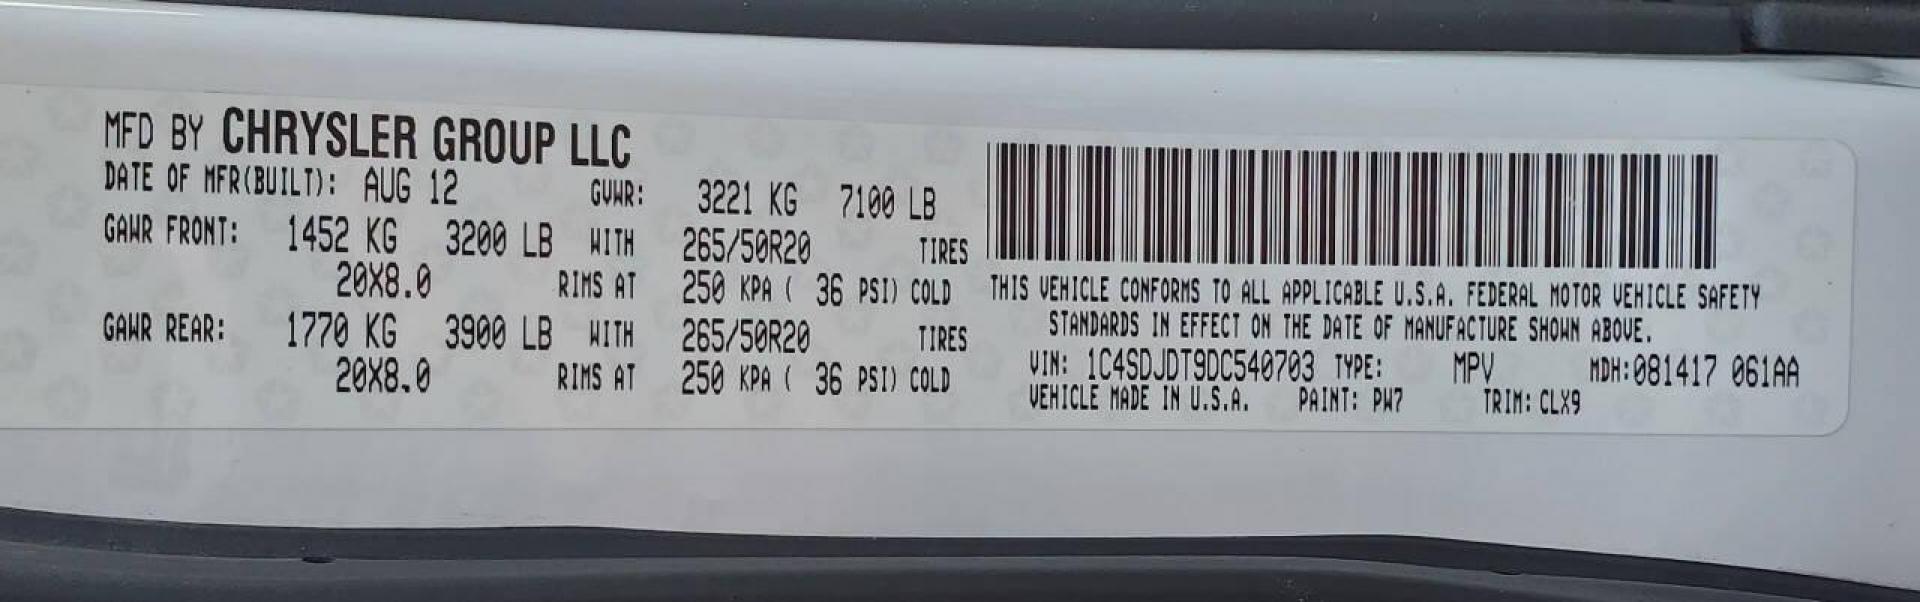 MFD BY CHRYSLER GROUP LLC
DATE OF MFR(BUILT): AUG 12 GVWR: 3221 KG 7100 LB
GAWR FRONT: 1452 KG 3200 LB WITH 265/50R20 TIRES
20X8.0 RIMS AT 250 KPA ( 36 PSI) COLD
GAWR REAR: 1770 KG 3900 LB WITH 265/50R20 TIRES
20X8.0 RIMS AT 250 KPA ( 36 PSI) COLD
THIS VEHICLE CONFORMS TO ALL APPLICABLE U.S.A. FEDERAL MOTOR VEHICLE SAFETY
STANDARDS IN EFFECT ON THE DATE OF MANUFACTURE SHOWN ABOVE.
VIN: 1C4SDJDT9DC540703 TYPE: MPV MDH:081417 061AA
VEHICLE MADE IN U.S.A. PAINT: PW7 TRIM: CLX9